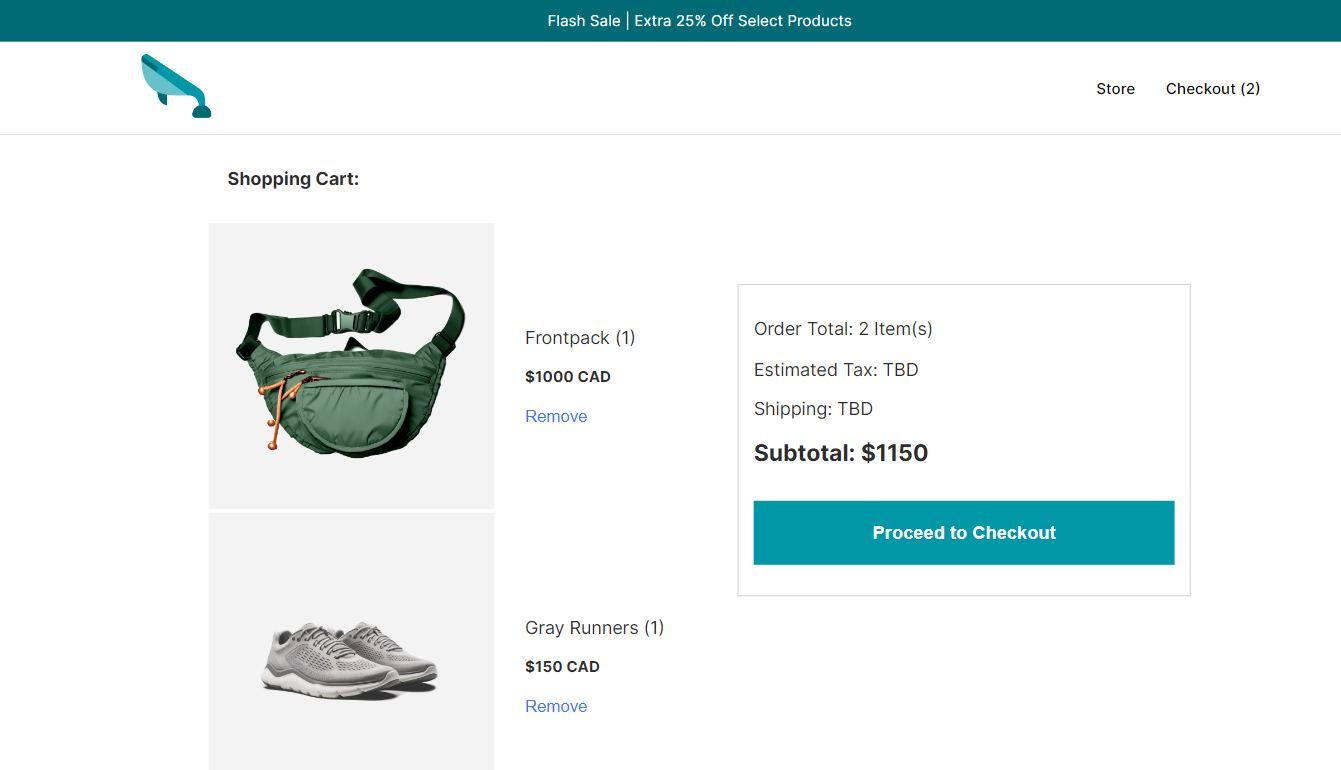 Flash Sale | Extra 25% Off Select Products
Store
Checkout (2)
Shopping Cart:
Frontpack (1)
$1000 CAD
Remove
Order Total: 2 Item(s)
Estimated Tax: TBD
Shipping: TBD
Subtotal: $1150
Proceed to Checkout
Gray Runners (1)
$150 CAD
Remove